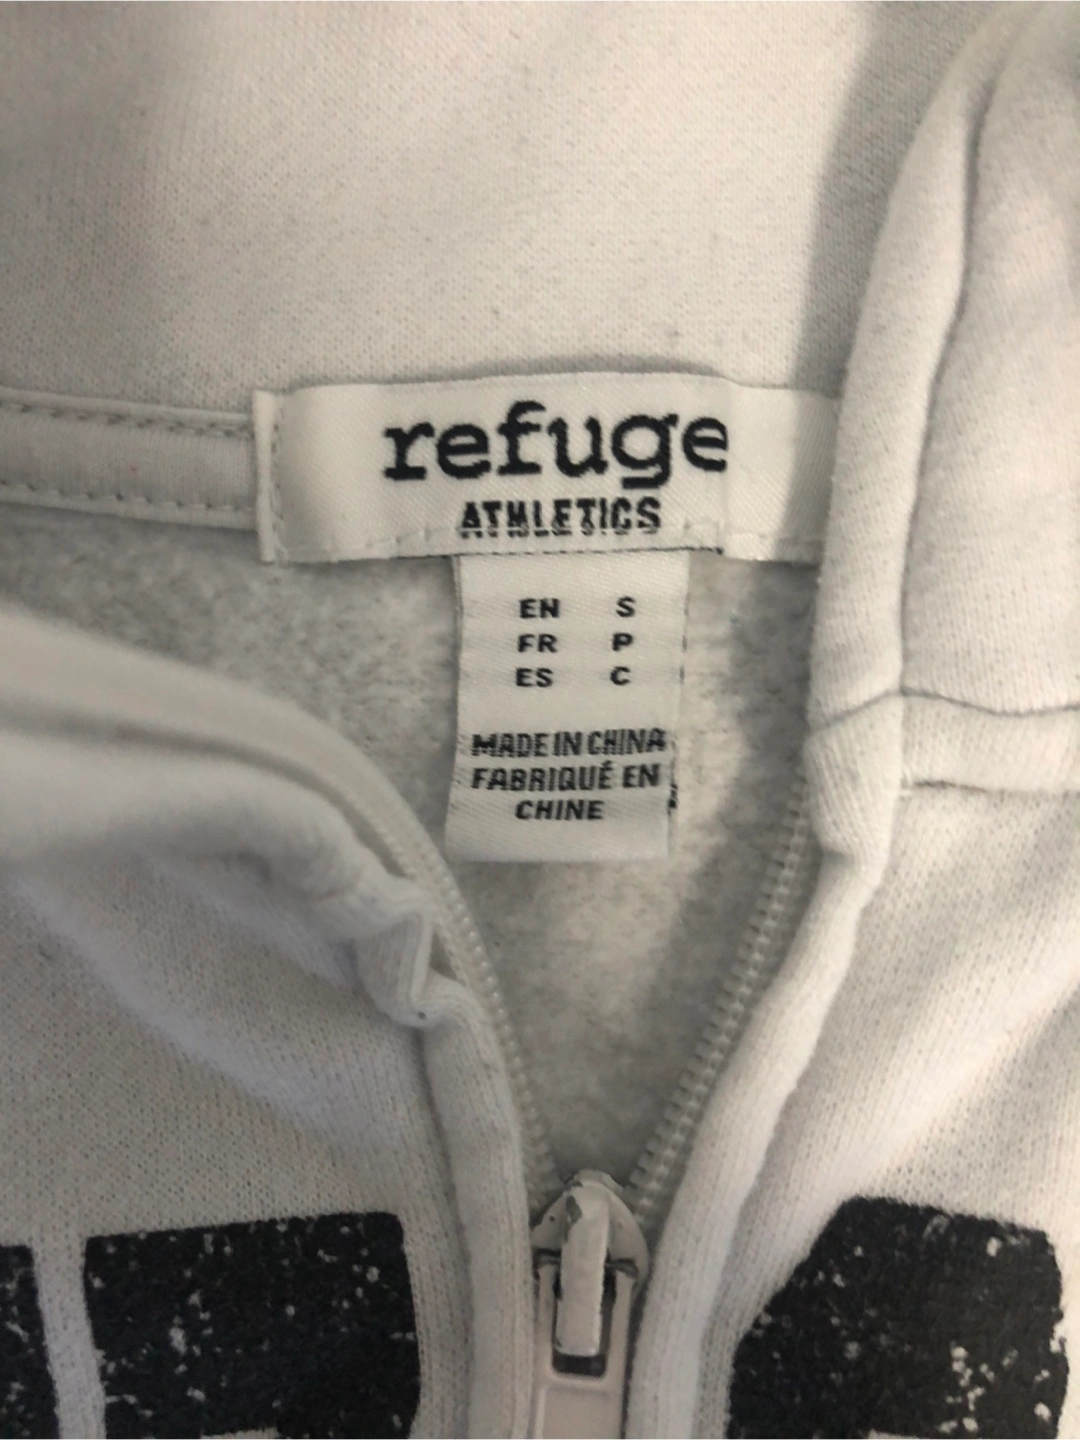 refuge
ATHLETICS
EN S
FR P
ES C
MADE IN CHINA
FABRIQUÉ EN
CHINE